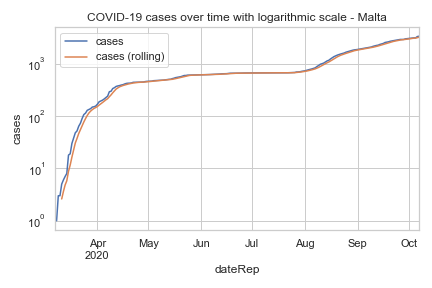 COVID-19 cases over time with logarithmic scale - Malta
cases
cases (rolling)
10³
10²
10¹
10⁰
cases
Apr May Jun Jul Aug Sep Oct
2020
dateRep